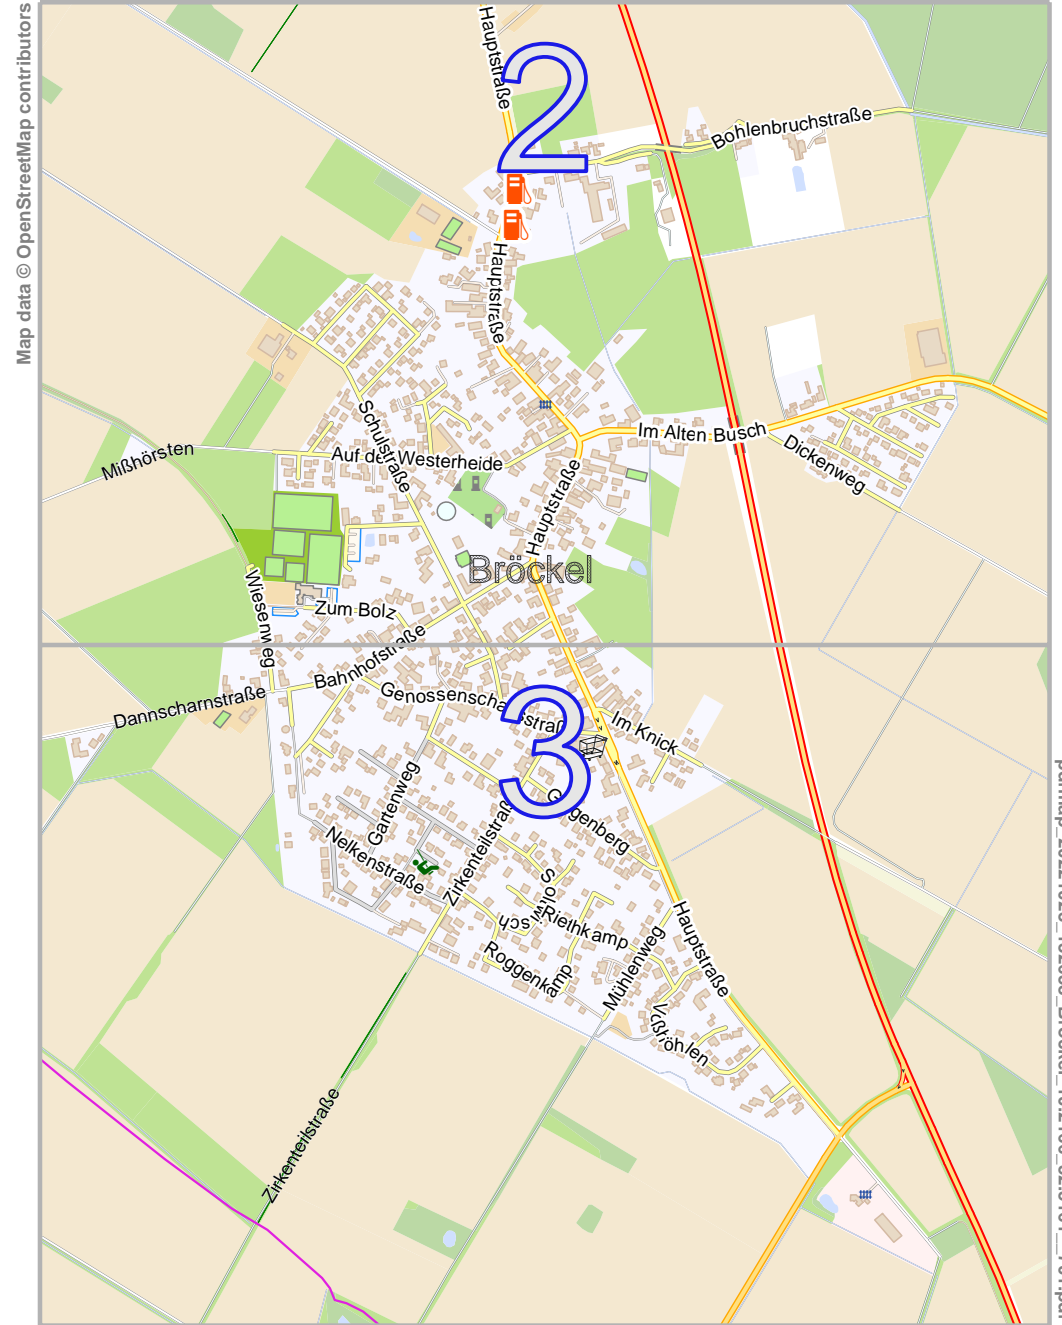 Map data © OpenStreetMap contributors
Hauptstraße
2
Bohlenbruchstraße
Hauptstraße
Schulstraße
Im Alten Busch
Auf der Westerheide
Mißhörsten
Dickenweg
Hauptstraße
Bröckel
Wiesenweg
Zum Bolz
Bahnhofstraße
Dannscharnstraße
Genossenschaftsstraße
3
Im Knick
Gartenweg
Nelkenstraße
Zirkenteilstraße
Riethkamp
Roggenkamp
Mühlenweg
Hauptstraße
Voßhöhlen
Zirkenteilstraße